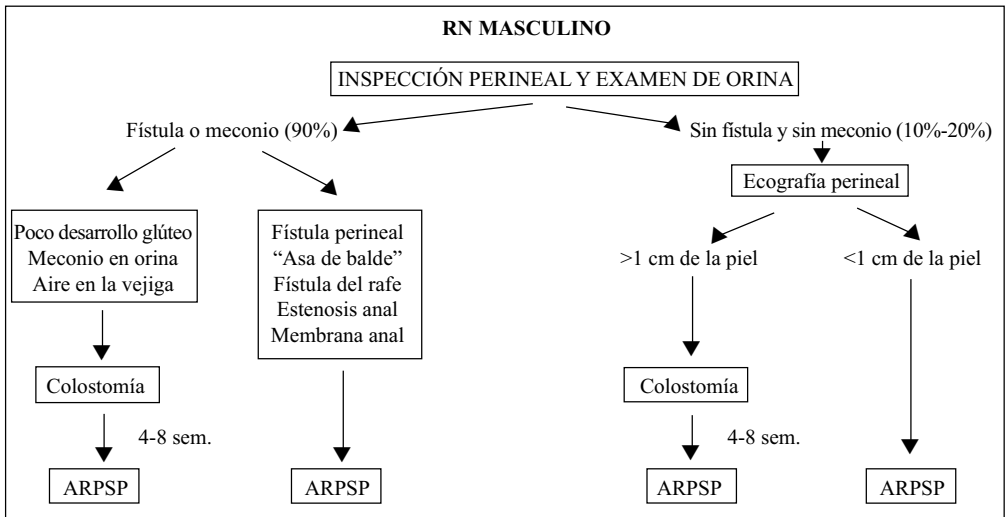 RN MASCULINO
INSPECCIÓN PERINEAL Y EXAMEN DE ORINA
Fístula o meconio (90%)
Sin fístula y sin meconio (10%-20%)
Ecografía perineal
Poco desarrollo glúteo
Meconio en orina
Aire en la vejiga
Fístula perineal
“Asa de balde”
Fístula del rafe
Estenosis anal
Membrana anal
>1 cm de la piel
<1 cm de la piel
Colostomía
Colostomía
4-8 sem.
4-8 sem.
ARPSP
ARPSP
ARPSP
ARPSP